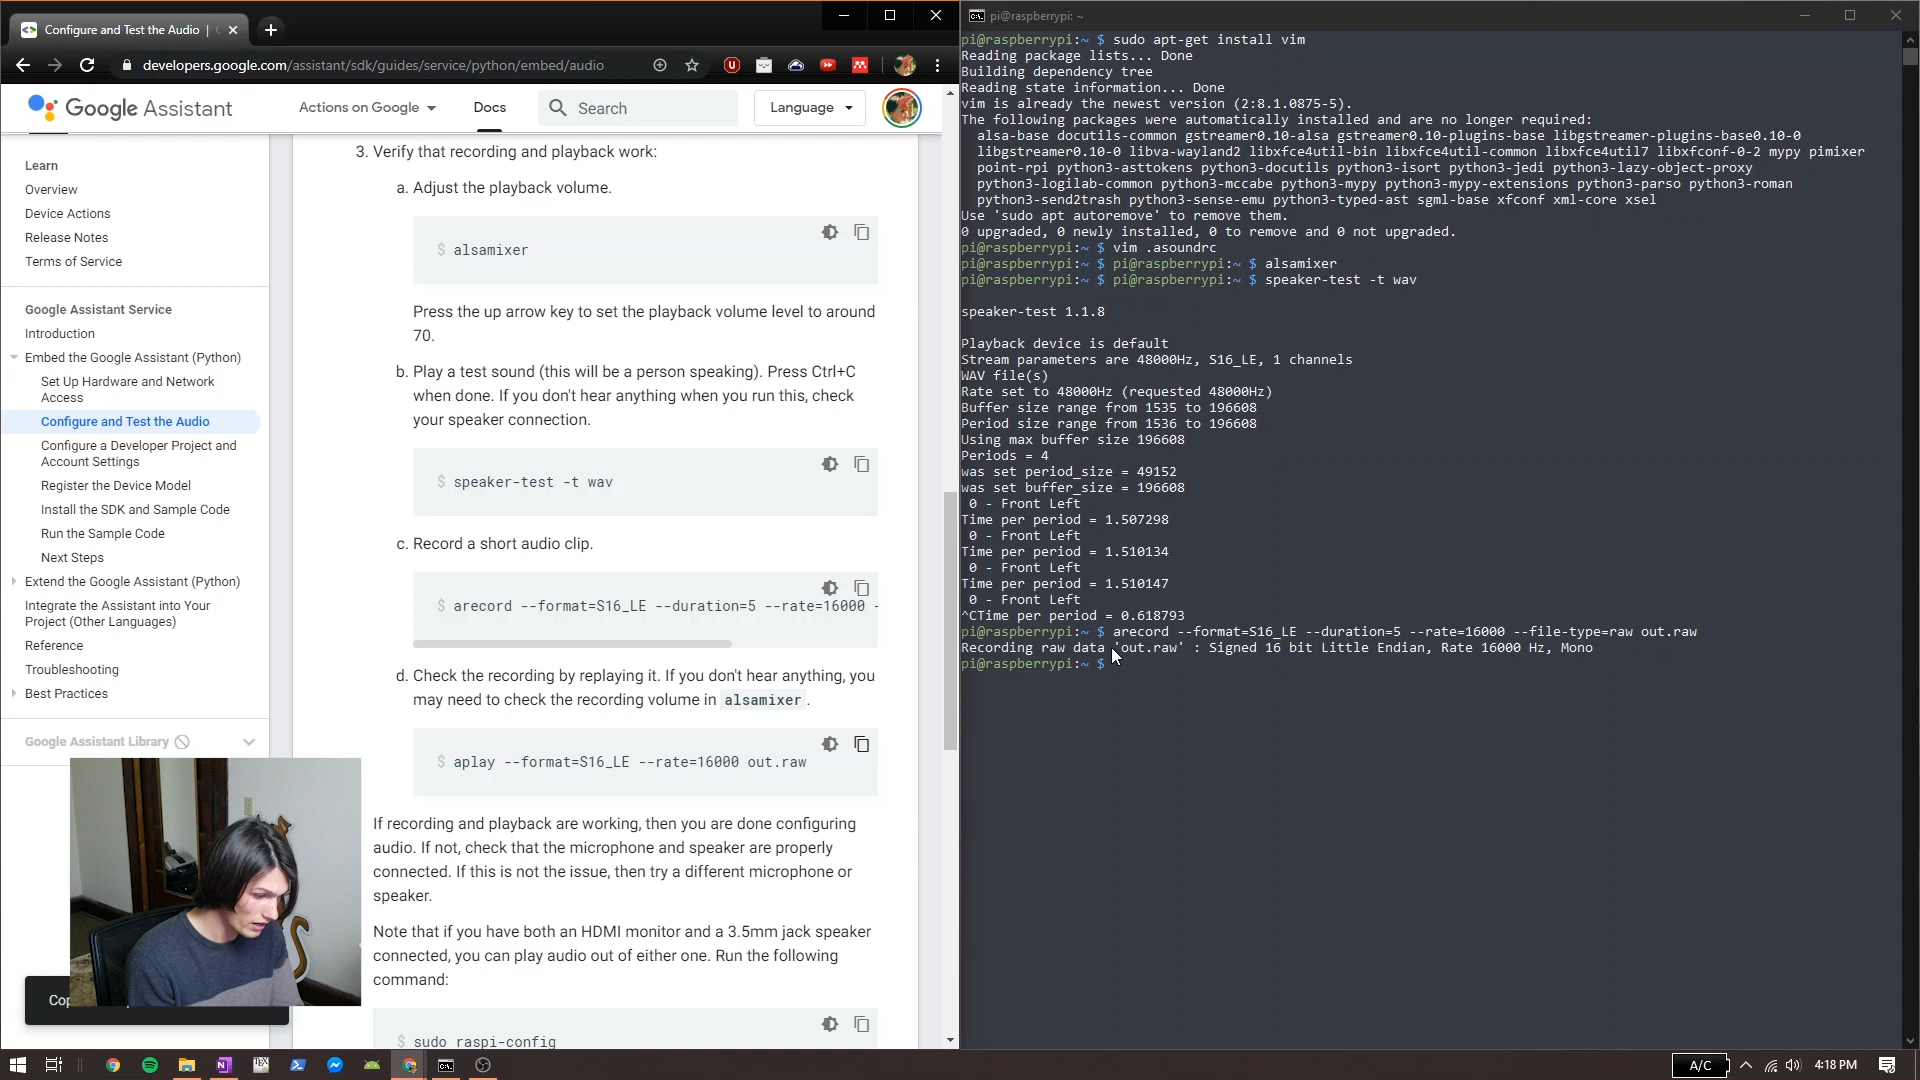 Configure and Test the Audio |
developers.google.com/assistant/sdk/guides/service/python/embed/audio
Google Assistant
Actions on Google
Docs
Search
Language
Learn
Overview
Device Actions
Release Notes
Terms of Service
Google Assistant Service
Introduction
Embed the Google Assistant (Python)
Set Up Hardware and Network
Access
Configure and Test the Audio
Configure a Developer Project and
Account Settings
Register the Device Model
Install the SDK and Sample Code
Run the Sample Code
Next Steps
Extend the Google Assistant (Python)
Integrate the Assistant into Your
Project (Other Languages)
Reference
Troubleshooting
Best Practices
Google Assistant Library
Cop
3. Verify that recording and playback work:
a. Adjust the playback volume.
$ alsamixer
Press the up arrow key to set the playback volume level to around
70.
b. Play a test sound (this will be a person speaking). Press Ctrl+C
when done. If you don't hear anything when you run this, check
your speaker connection.
$ speaker-test -t wav
c. Record a short audio clip.
$ arecord --format=S16_LE --duration=5 --rate=16000 -
d. Check the recording by replaying it. If you don't hear anything, you
may need to check the recording volume in alsamixer.
$ aplay --format=S16_LE --rate=16000 out.raw
If recording and playback are working, then you are done configuring
audio. If not, check that the microphone and speaker are properly
connected. If this is not the issue, then try a different microphone or
speaker.
Note that if you have both an HDMI monitor and a 3.5mm jack speaker
connected, you can play audio out of either one. Run the following
command:
$ sudo raspi-config
pi@raspberrypi: ~
pi@raspberrypi:~ $ sudo apt-get install vim
Reading package lists... Done
Building dependency tree
Reading state information... Done
vim is already the newest version (2:8.1.0875-5).
The following packages were automatically installed and are no longer required:
alsa-base docutils-common gstreamer0.10-alsa gstreamer0.10-plugins-base libgstreamer-plugins-base0.10-0
libgstreamer0.10-0 libva-wayland2 libxfce4util-bin libxfce4util-common libxfce4util7 libxfconf-0-2 mypy pimixer
point-rpi python3-asttokens python3-docutils python3-isort python3-jedi python3-lazy-object-proxy
python3-logilab-common python3-mccabe python3-mypy python3-mypy-extensions python3-parso python3-roman
python3-send2trash python3-sense-emu python3-typed-ast sgml-base xfconf xml-core xsel
Use 'sudo apt autoremove' to remove them.
0 upgraded, 0 newly installed, 0 to remove and 0 not upgraded.
pi@raspberrypi:~ $ vim .asoundrc
pi@raspberrypi:~ $ pi@raspberrypi:~ $ alsamixer
pi@raspberrypi:~ $ pi@raspberrypi:~ $ speaker-test -t wav
speaker-test 1.1.8
Playback device is default
Stream parameters are 48000Hz, S16_LE, 1 channels
WAV file(s)
Rate set to 48000Hz (requested 48000Hz)
Buffer size range from 1535 to 196608
Period size range from 1536 to 196608
Using max buffer size 196608
Periods = 4
was set period_size = 49152
was set buffer_size = 196608
0 - Front Left
Time per period = 1.507298
0 - Front Left
Time per period = 1.510134
0 - Front Left
Time per period = 1.510147
0 - Front Left
^CTime per period = 0.618793
pi@raspberrypi:~ $ arecord --format=S16_LE --duration=5 --rate=16000 --file-type=raw out.raw
Recording raw data 'out.raw' : Signed 16 bit Little Endian, Rate 16000 Hz, Mono
pi@raspberrypi:~ $
A/C
4:18 PM